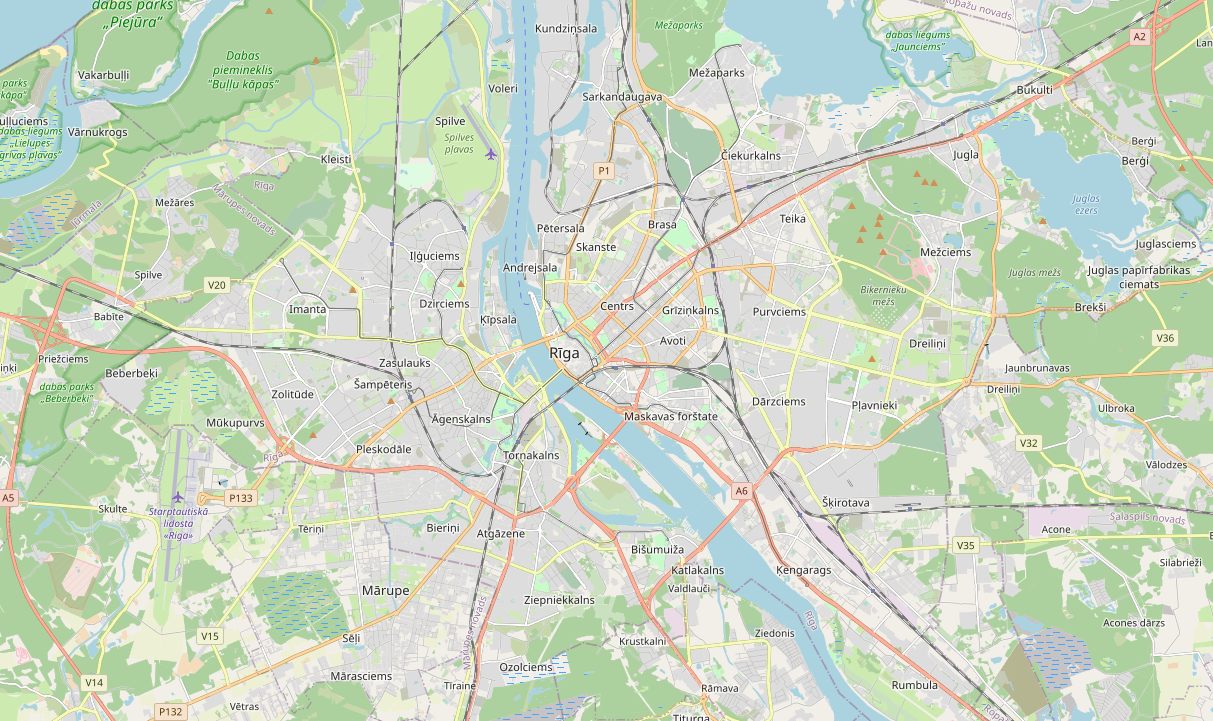 dabas parks
„Piejūra"
Kundziņsala
Mežaparks
Ropažu novads
A2
dabas liegums
„Jaunciems"
Vakarbuļļi
Dabas
piemineklis
"Buļļu kāpas"
Voleri
Mežaparks
Bukulti
parks
kāpa"
Sarkandaugava
Vārnukrogs
Spilve
Spilves
pļavas
dabas liegums
„Lielupes
grīvas pļavas"
Kleisti
Čiekurkalns
Jugla
Berģi
Berģi
P1
Rīga
Mārupes novads
Juglas
ezers
Mežāres
Jūrmala
Pētersala
Brasa
Teika
Skanste
Mežciems
Juglasciems
Iļģuciems
Andrejsala
Juglas mežs
Juglas papīrfabrikas
ciemats
Spilve
V20
Biķernieku
mežs
Dzirciems
Centrs
Grīziņkalns
Purvciems
Brekši
Babīte
Imanta
Ķīpsala
V36
Priežciems
Rīga
Avoti
Dreiliņi
Zasulauks
Beberbeķi
Šampēteris
Jaunbrunavas
dabas parks
„Beberbeķi"
Zolitūde
Dreiliņi
Dārzciems
Pļavnieki
Ulbroka
Mūkupurvs
Āgenskalns
Maskavas forštate
Pleskodāle
V32
Rīga
Torņakalns
Vālodzes
A5
P133
A6
Starptautiskā
lidosta
«Rīga»
Skulte
Šķirotava
Tēriņi
Bieriņi
Atgāzene
Acone
Salaspils novads
Bišumuiža
V35
Silabrieži
Katlakalns
Ķengarags
Mārupe
Valdlauči
Ziepniekkalns
Rīga
Acones dārzs
V15
Sēļi
Mārupes novads
Krustkalni
Ziedonis
Ozolciems
V14
Mārasciems
Tīraine
Rāmava
Rumbula
P132
Vētras
Titurga